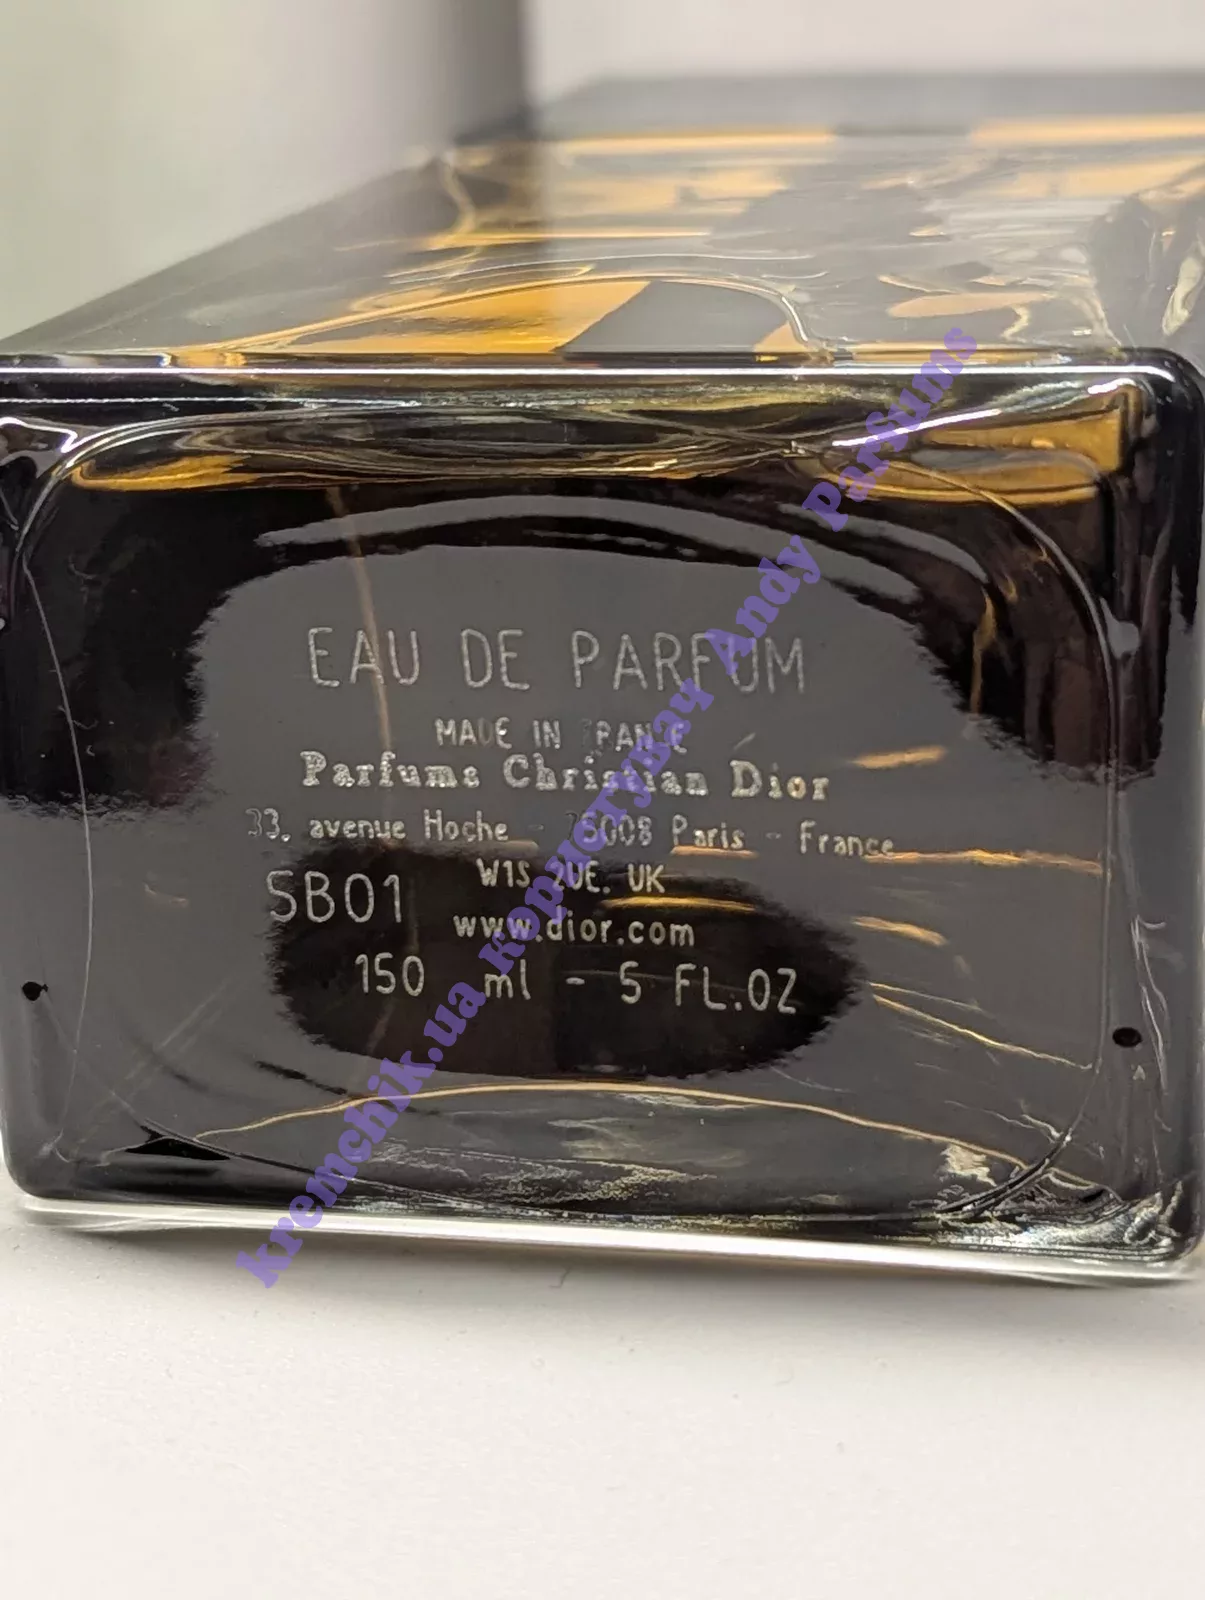 EAU DE PARFUM
MADE IN FRANCE
Parfums Christian Dior
33, avenue Hoche - 75008 Paris - France
W1S 2UE. UK
SB01
www.dior.com
150 ml - 5 FL.OZ
kremchik.ua користувач Andy Parfums